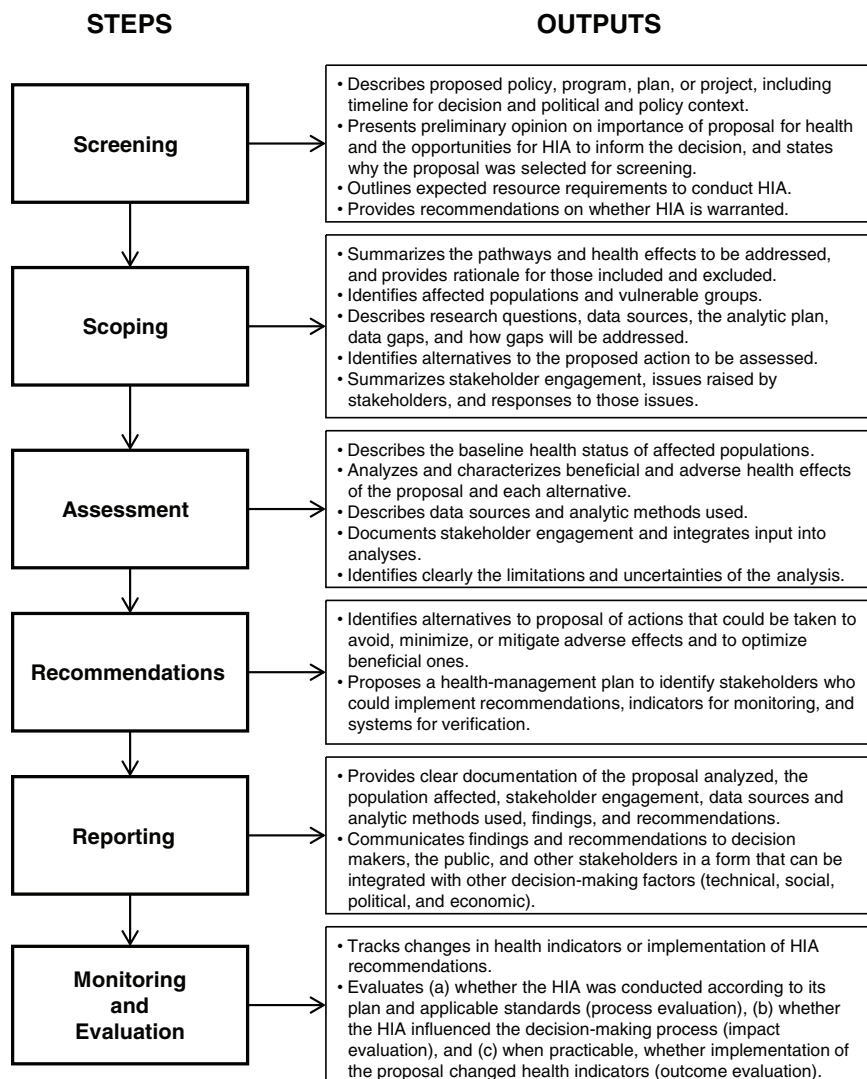 STEPS
OUTPUTS
Screening
• Describes proposed policy, program, plan, or project, including
timeline for decision and political and policy context.
• Presents preliminary opinion on importance of proposal for health
and the opportunities for HIA to inform the decision, and states
why the proposal was selected for screening.
• Outlines expected resource requirements to conduct HIA.
• Provides recommendations on whether HIA is warranted.
Scoping
• Summarizes the pathways and health effects to be addressed,
and provides rationale for those included and excluded.
• Identifies affected populations and vulnerable groups.
• Describes research questions, data sources, the analytic plan,
data gaps, and how gaps will be addressed.
• Identifies alternatives to the proposed action to be assessed.
• Summarizes stakeholder engagement, issues raised by
stakeholders, and responses to those issues.
Assessment
• Describes the baseline health status of affected populations.
• Analyzes and characterizes beneficial and adverse health effects
of the proposal and each alternative.
• Describes data sources and analytic methods used.
• Documents stakeholder engagement and integrates input into
analyses.
• Identifies clearly the limitations and uncertainties of the analysis.
Recommendations
• Identifies alternatives to proposal of actions that could be taken to
avoid, minimize, or mitigate adverse effects and to optimize
beneficial ones.
• Proposes a health-management plan to identify stakeholders who
could implement recommendations, indicators for monitoring, and
systems for verification.
Reporting
• Provides clear documentation of the proposal analyzed, the
population affected, stakeholder engagement, data sources and
analytic methods used, findings, and recommendations.
• Communicates findings and recommendations to decision
makers, the public, and other stakeholders in a form that can be
integrated with other decision-making factors (technical, social,
political, and economic).
Monitoring
and
Evaluation
• Tracks changes in health indicators or implementation of HIA
recommendations.
• Evaluates (a) whether the HIA was conducted according to its
plan and applicable standards (process evaluation), (b) whether
the HIA influenced the decision-making process (impact
evaluation), and (c) when practicable, whether implementation of
the proposal changed health indicators (outcome evaluation).